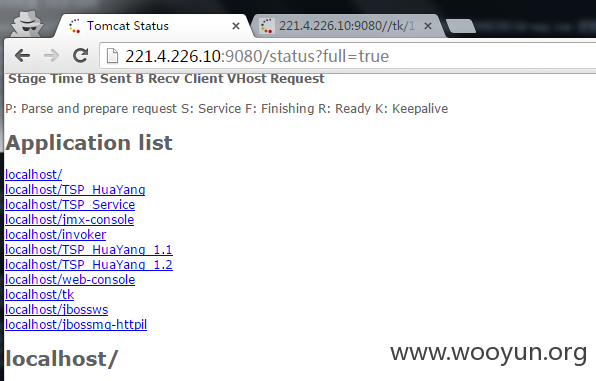 Tomcat Status
221.4.226.10:9080//tk/1
221.4.226.10:9080/status?full=true
Stage Time B Sent B Recv Client VHost Request
P: Parse and prepare request S: Service F: Finishing R: Ready K: Keepalive
Application list
localhost/
localhost/TSP_HuaYang
localhost/TSP_Service
localhost/jmx-console
localhost/invoker
localhost/TSP_HuaYang_1.1
localhost/TSP_HuaYang_1.2
localhost/web-console
localhost/tk
localhost/jbossws
localhost/jbossmq-httpil
localhost/
www.wooyun.org